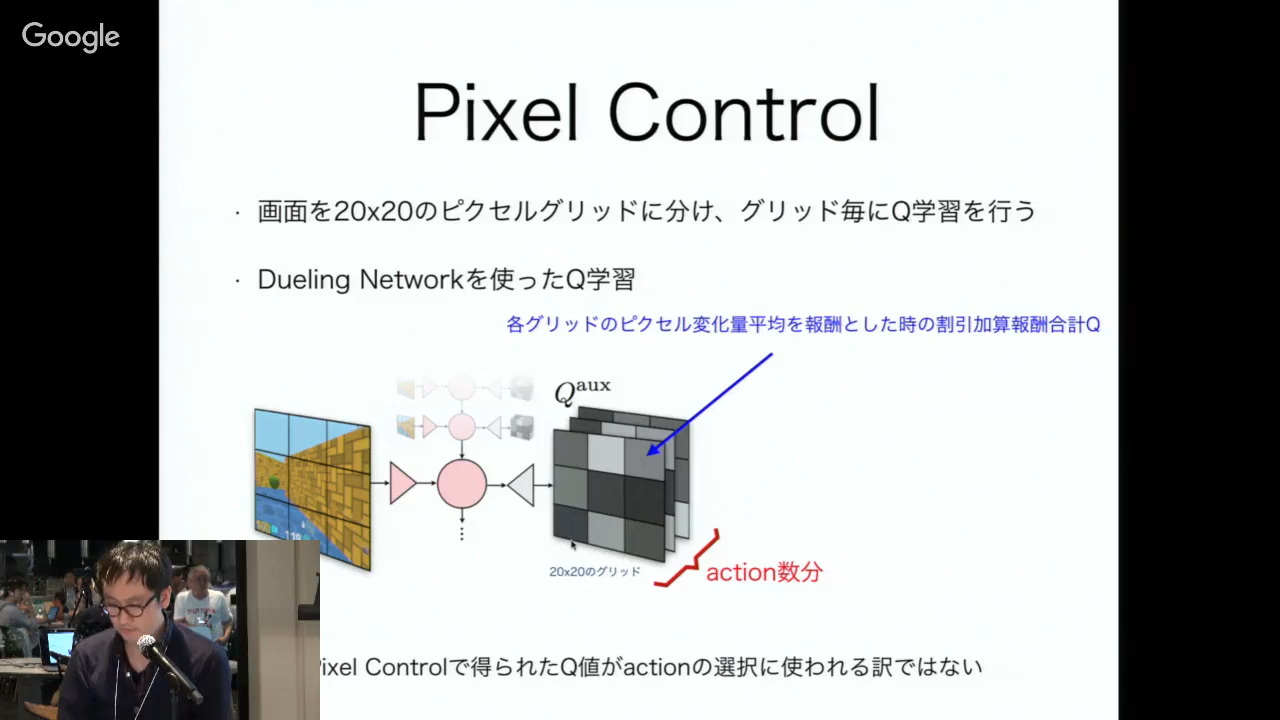 Google
Pixel Control
· 画面を20x20のピクセルグリッドに分け、グリッド毎にQ学習を行う
· Dueling Networkを使ったQ学習
各グリッドのピクセル変化量平均を報酬とした時の割引加算報酬合計Q
Q^aux
20x20のグリッド
action数分
ixel Controlで得られたQ値がactionの選択に使われる訳ではない